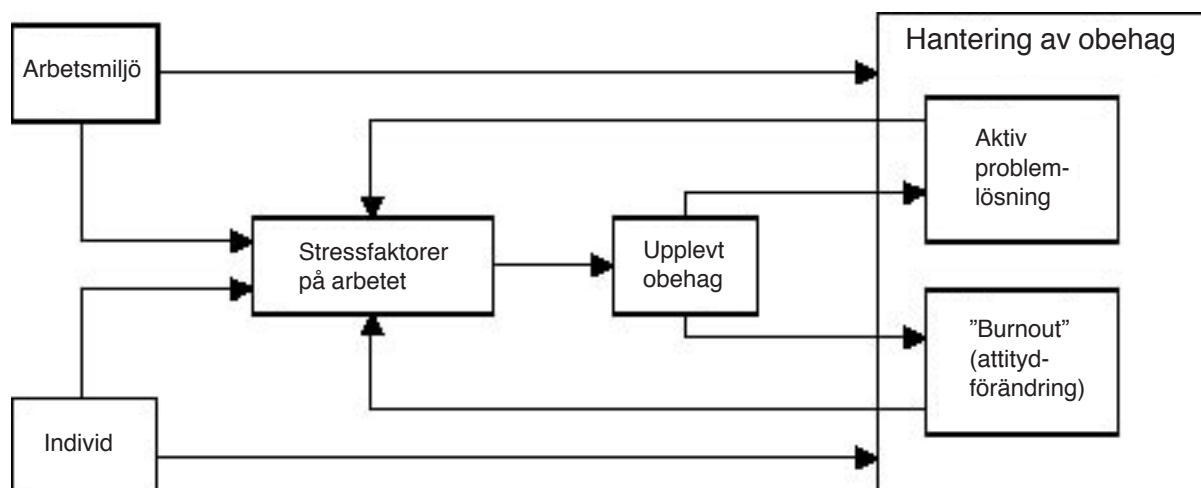 Arbetsmiljö
Hantering av obehag
Aktiv
problem-
lösning
Stressfaktorer
på arbetet
Upplevt
obehag
”Burnout”
(attityd-
förändring)
Individ